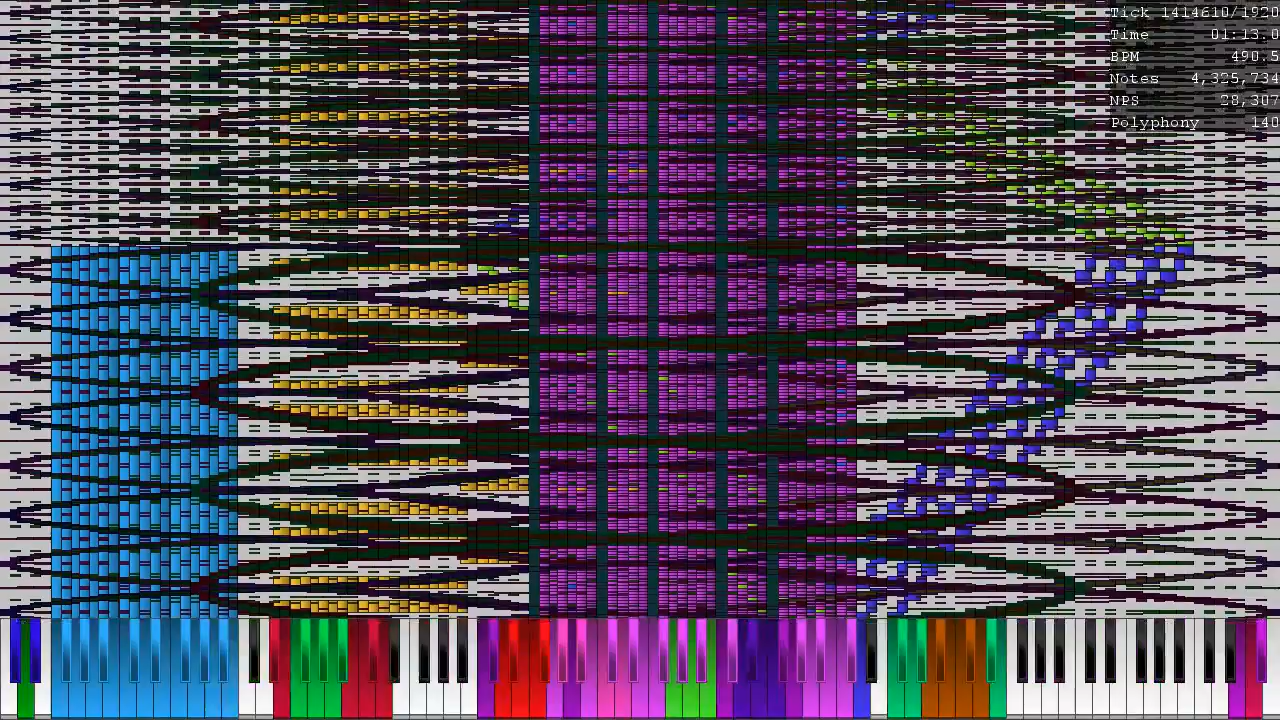 Tick 1414610/1920
Time 01:13.0
BPM 490.5
Notes 4,325,734
NPS 28,307
Polyphony 140